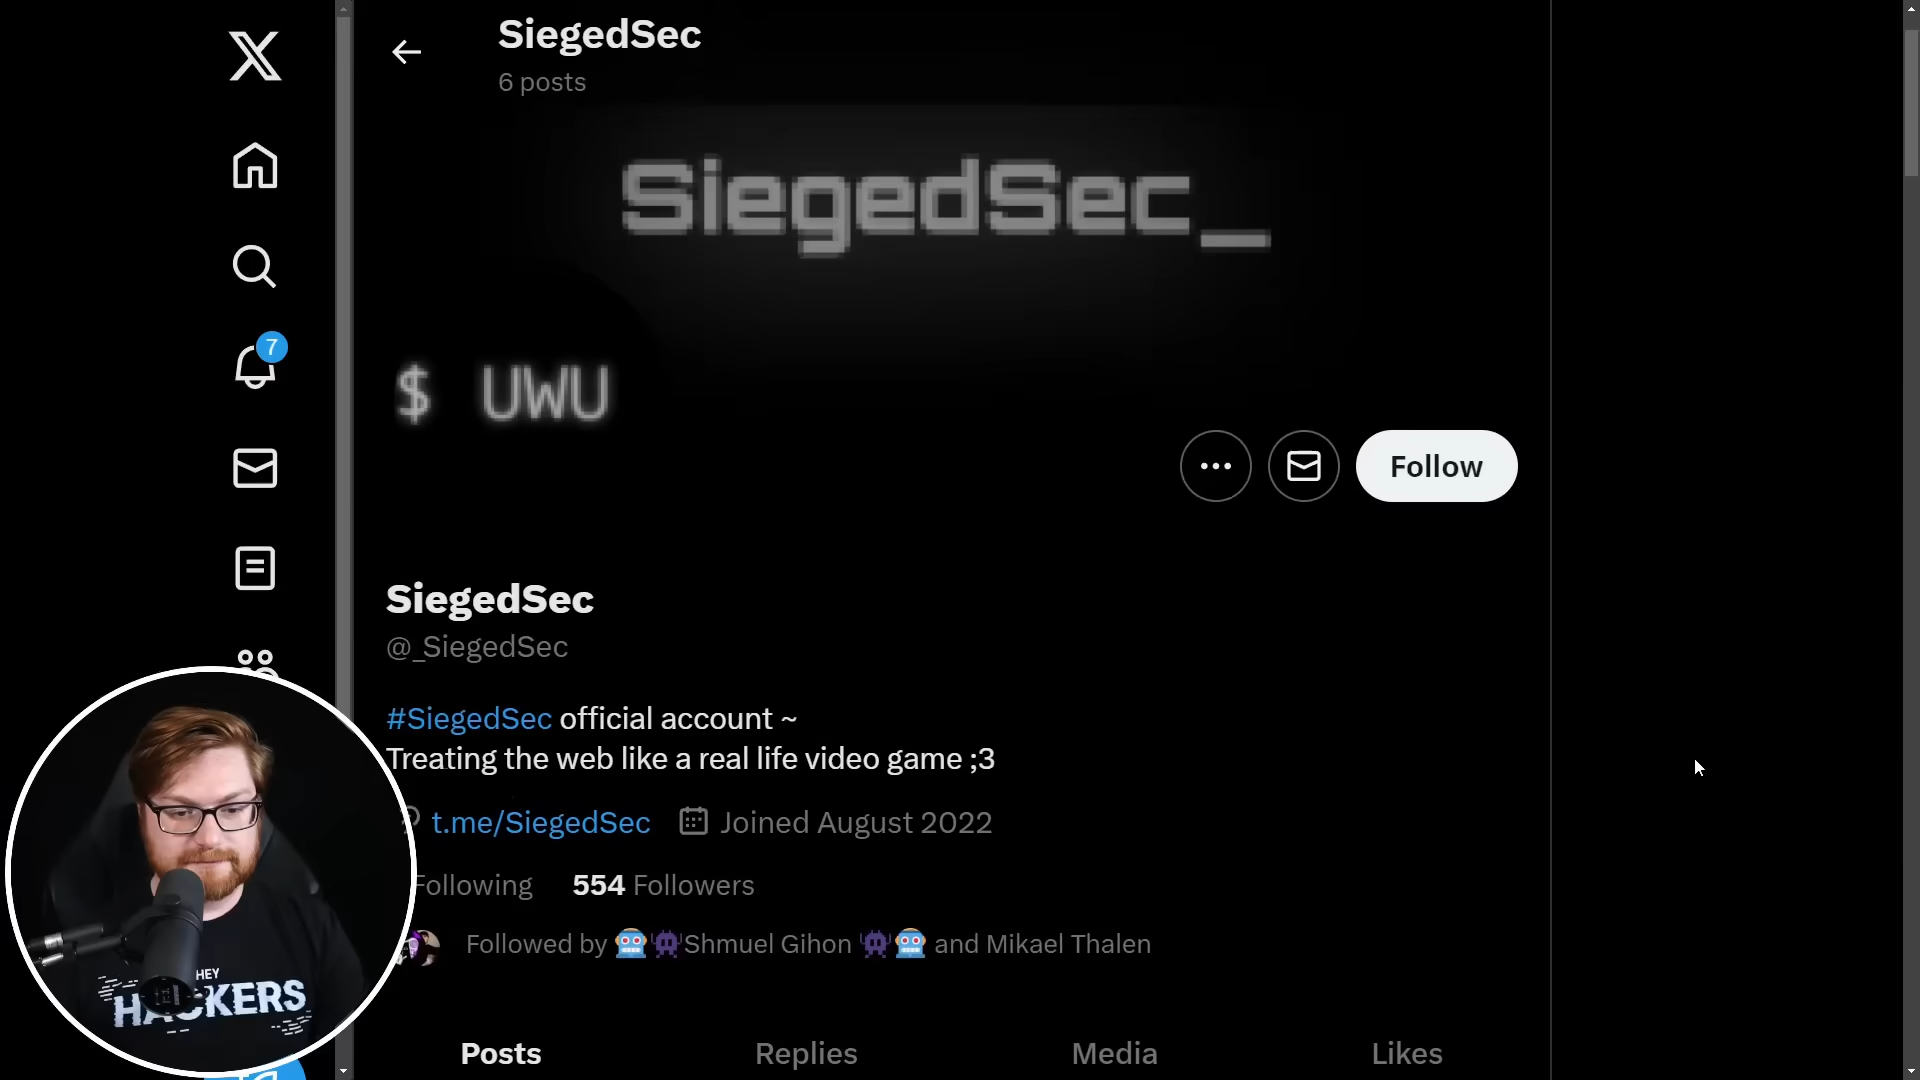 SiegedSec
6 posts
SiegedSec_
7
$ UWU
Follow
SiegedSec
@_SiegedSec
#SiegedSec official account ~
Treating the web like a real life video game ;3
t.me/SiegedSec Joined August 2022
Following 554 Followers
Followed by 🤖👾Shmuel Gihon 👾🤖 and Mikael Thalen
HEY
HACKERS
Posts Replies Media Likes